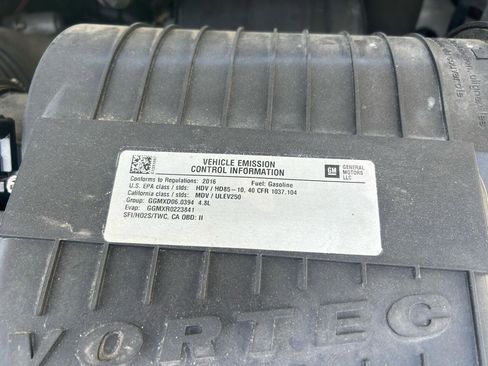 VEHICLE EMISSION
CONTROL INFORMATION
GM
GENERAL
MOTORS
LLC
Conforms to Regulations: 2016 Fuel: Gasoline
U.S. EPA class / stds: HDV / HD85-10, 40 CFR 1037.104
California class / stds: MDV / ULEV250
Group: GGMXD06.0394 4.8L
Evap: GGMXR0223841
SFI/HO2S/TWC, CA OBD: II
VORTEC